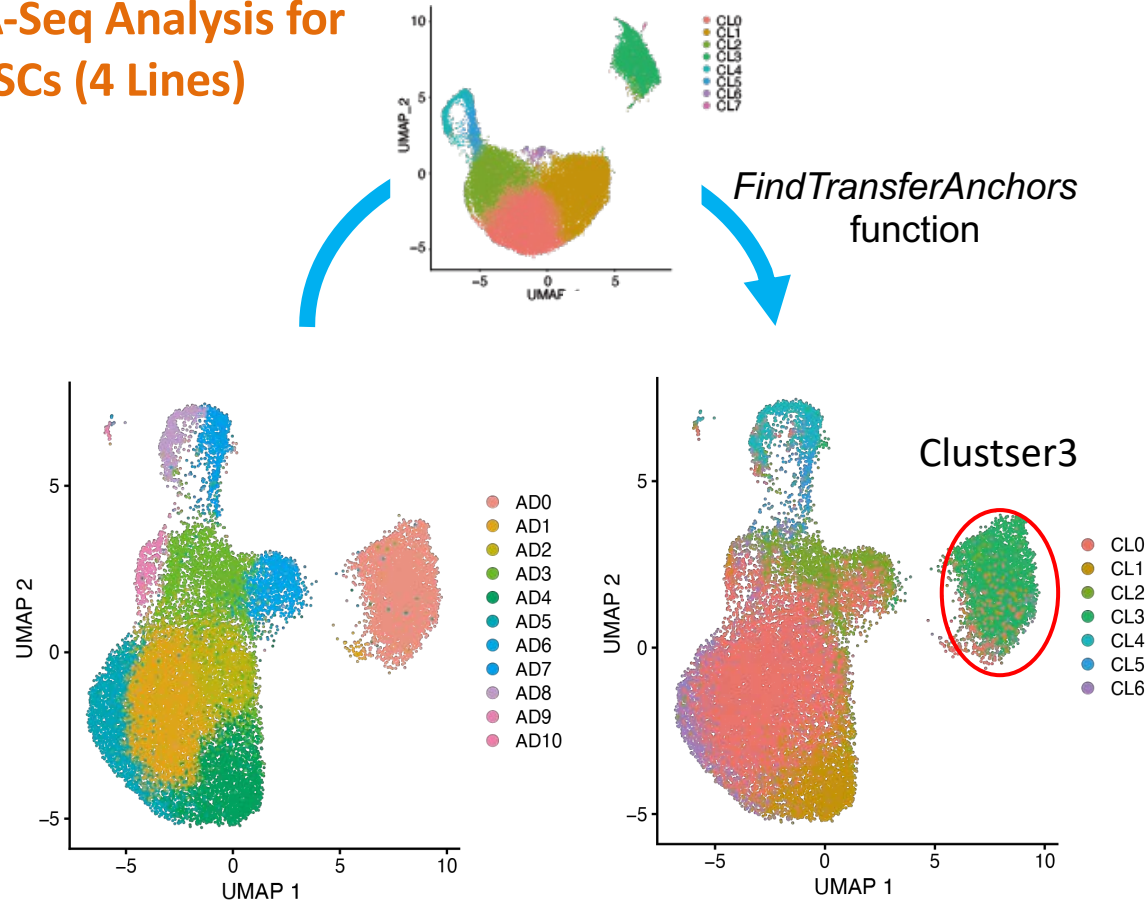 A-Seq Analysis for
SCs (4 Lines)
10
5
0
−5
UMAP_2
−5 0 5
CL0
CL1
CL2
CL3
CL4
CL5
CL6
CL7
FindTransferAnchors
function
5
0
−5
UMAP 2
−5 0 5 10
UMAP 1
AD0
AD1
AD2
AD3
AD4
AD5
AD6
AD7
AD8
AD9
AD10
Clustser3
5
0
−5
UMAP 2
−5 0 5 10
UMAP 1
CL0
CL1
CL2
CL3
CL4
CL5
CL6